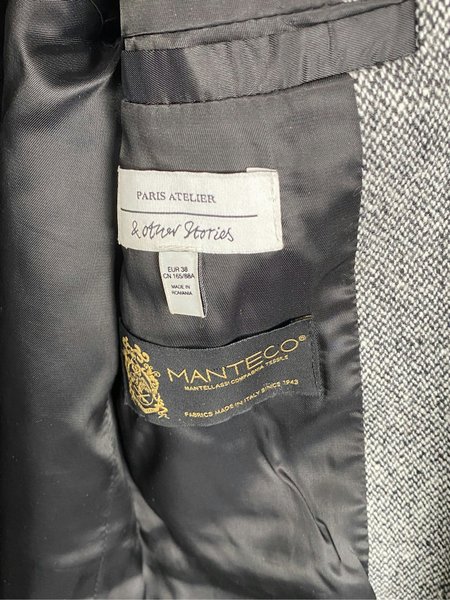 PARIS ATELIER
& other Stories
EUR 38
CN 165/88A
MADE IN
ROMANIA
MANTECO®
MANTELLASSI COMPAGNIA TESSILE
FABRICS MADE IN ITALY SINCE 1943